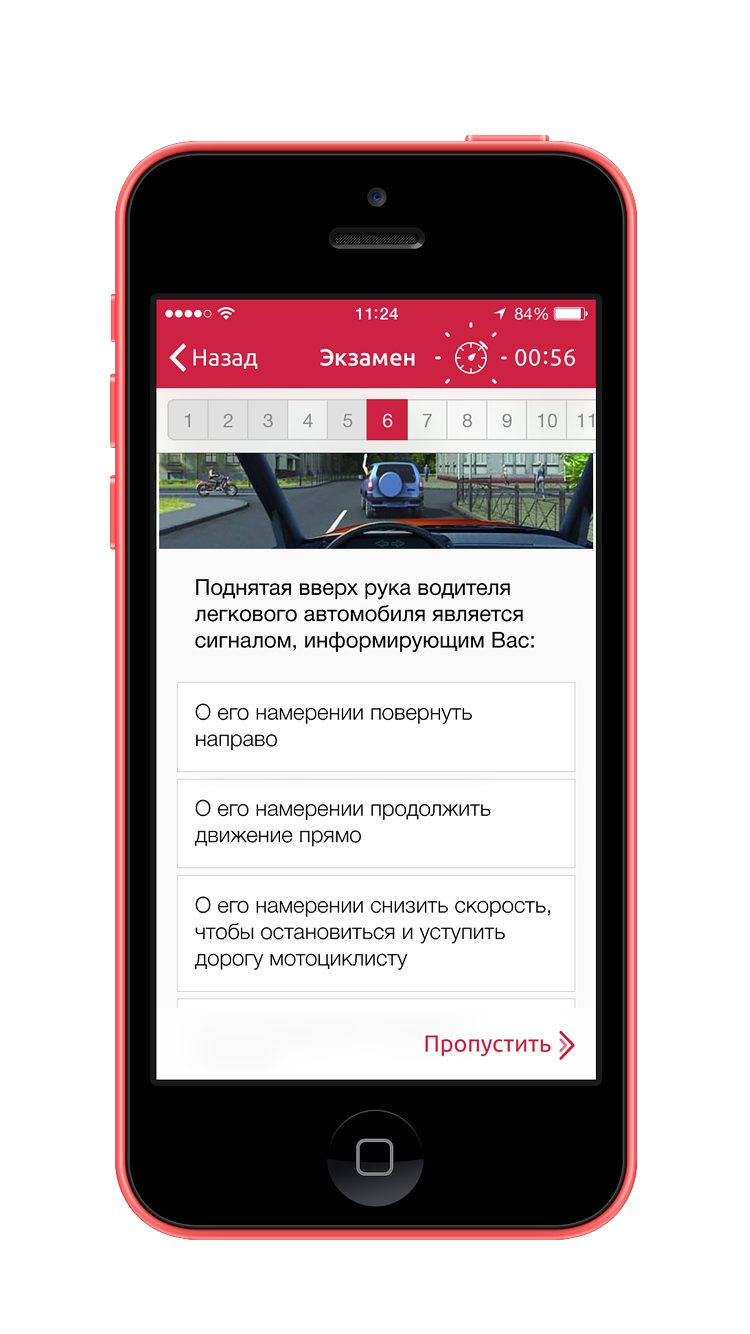 11:24 84%
Назад Экзамен 00:56
1 2 3 4 5 6 7 8 9 10 11
Поднятая вверх рука водителя
легкового автомобиля является
сигналом, информирующим Вас:
О его намерении повернуть
направо
О его намерении продолжить
движение прямо
О его намерении снизить скорость,
чтобы остановиться и уступить
дорогу мотоциклисту
Пропустить